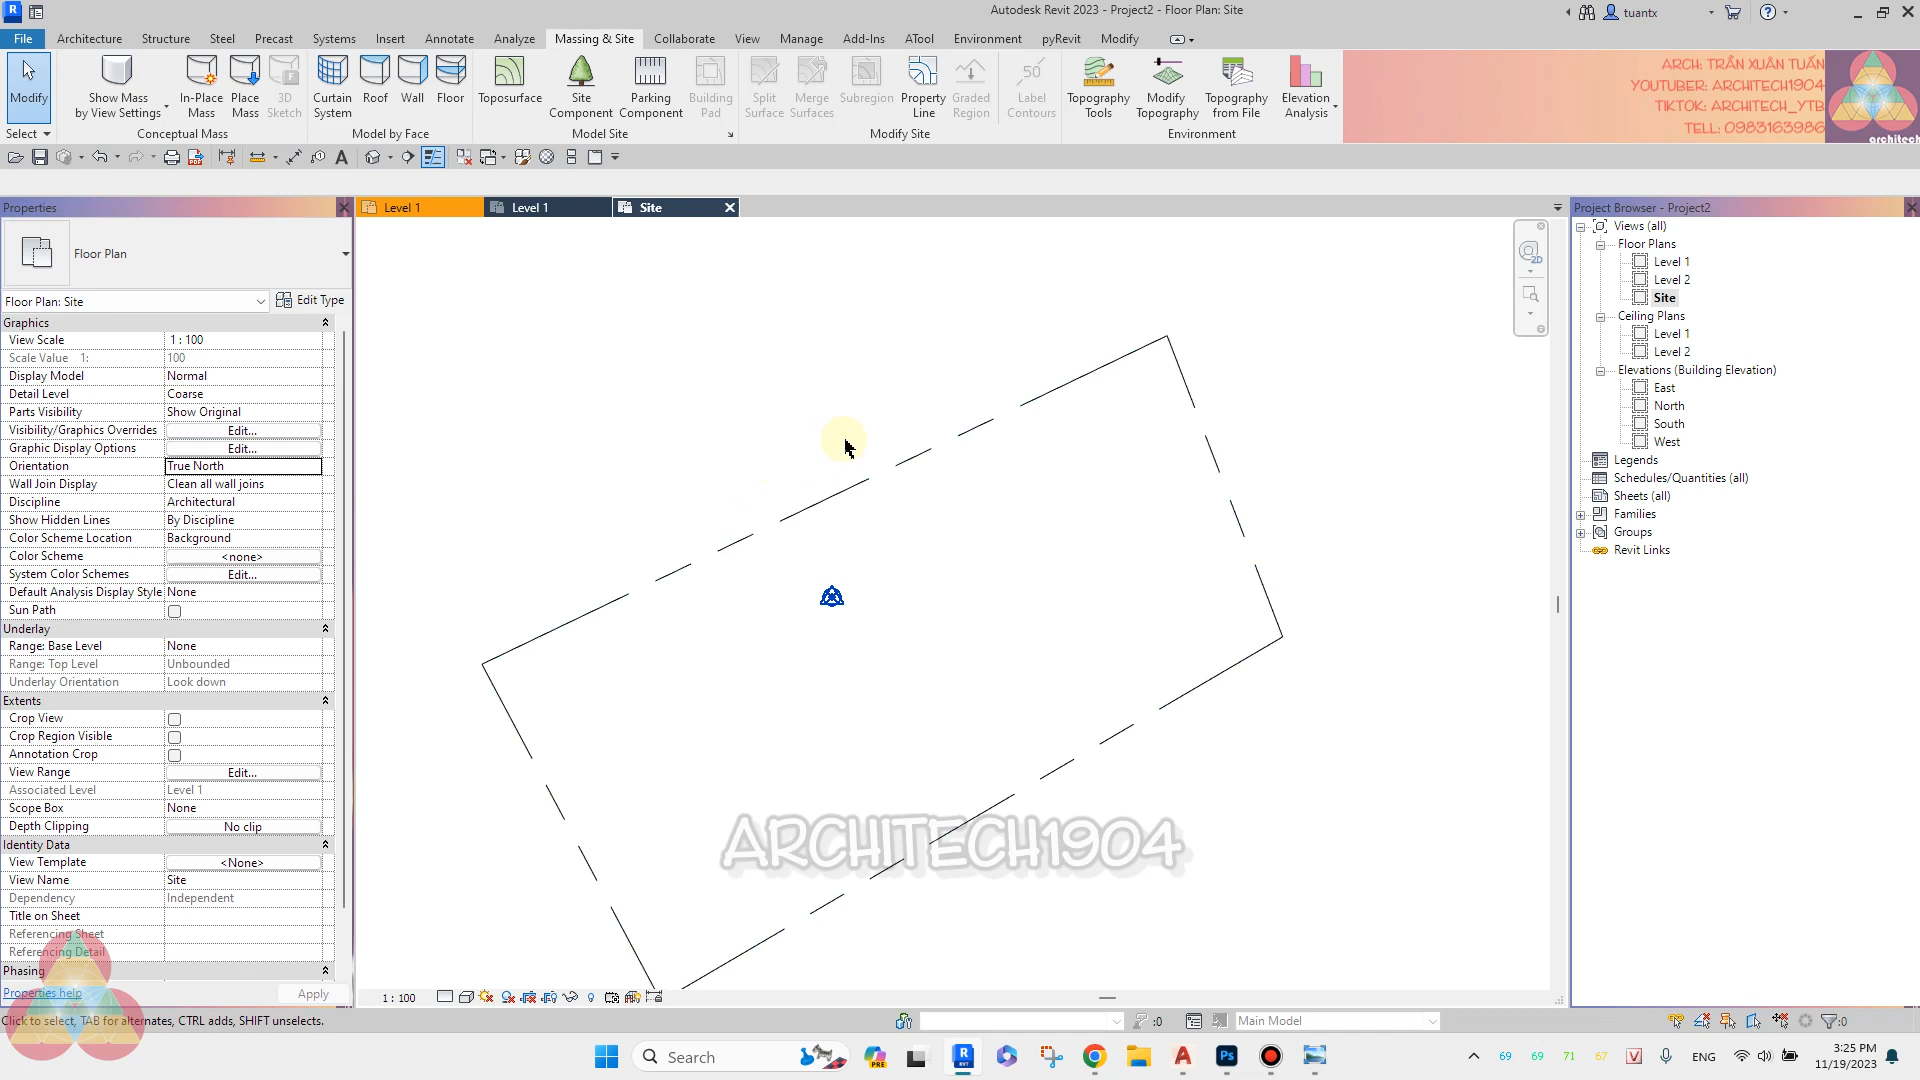 Autodesk Revit 2023 - Project2 - Floor Plan: Site
tuantx
File
Architecture
Structure
Steel
Precast
Systems
Insert
Annotate
Analyze
Massing & Site
Collaborate
View
Manage
Add-Ins
ATool
Environment
pyRevit
Modify
Modify
Show Mass
by View Settings
In-Place
Mass
Place
Mass
3D
Sketch
Curtain
System
Roof
Wall
Floor
Toposurface
Site
Component
Parking
Component
Building
Pad
Split
Surface
Merge
Surfaces
Subregion
Property
Line
Graded
Region
50
Label
Contours
Topography
Tools
Modify
Topography
Topography
from File
Elevation
Analysis
Select
Conceptual Mass
Model by Face
Model Site
Modify Site
Environment
ARCH: TRẦN XUÂN TUẤN
YOUTUBER: ARCHITECH1904
TIKTOK: ARCHITECH_YTB
TELL: 0983163986
architech
Properties
Floor Plan
Floor Plan: Site
Edit Type
Graphics
View Scale 1 : 100
Scale Value 1: 100
Display Model Normal
Detail Level Coarse
Parts Visibility Show Original
Visibility/Graphics Overrides Edit...
Graphic Display Options Edit...
Orientation True North
Wall Join Display Clean all wall joins
Discipline Architectural
Show Hidden Lines By Discipline
Color Scheme Location Background
Color Scheme <none>
System Color Schemes Edit...
Default Analysis Display Style None
Sun Path
Underlay
Range: Base Level None
Range: Top Level Unbounded
Underlay Orientation Look down
Extents
Crop View
Crop Region Visible
Annotation Crop
View Range Edit...
Associated Level Level 1
Scope Box None
Depth Clipping No clip
Identity Data
View Template <None>
View Name Site
Dependency Independent
Title on Sheet
Referencing Sheet
Referencing Detail
Phasing
Properties help
Apply
Level 1
Level 1
Site
2D
ARCHITECH1904
1 : 100
Project Browser - Project2
Views (all)
Floor Plans
Level 1
Level 2
Site
Ceiling Plans
Level 1
Level 2
Elevations (Building Elevation)
East
North
South
West
Legends
Schedules/Quantities (all)
Sheets (all)
Families
Groups
Revit Links
Click to select, TAB for alternates, CTRL adds, SHIFT unselects.
:0
Main Model
:0
Search
PRE
69
69
71
67
ENG
3:25 PM
11/19/2023